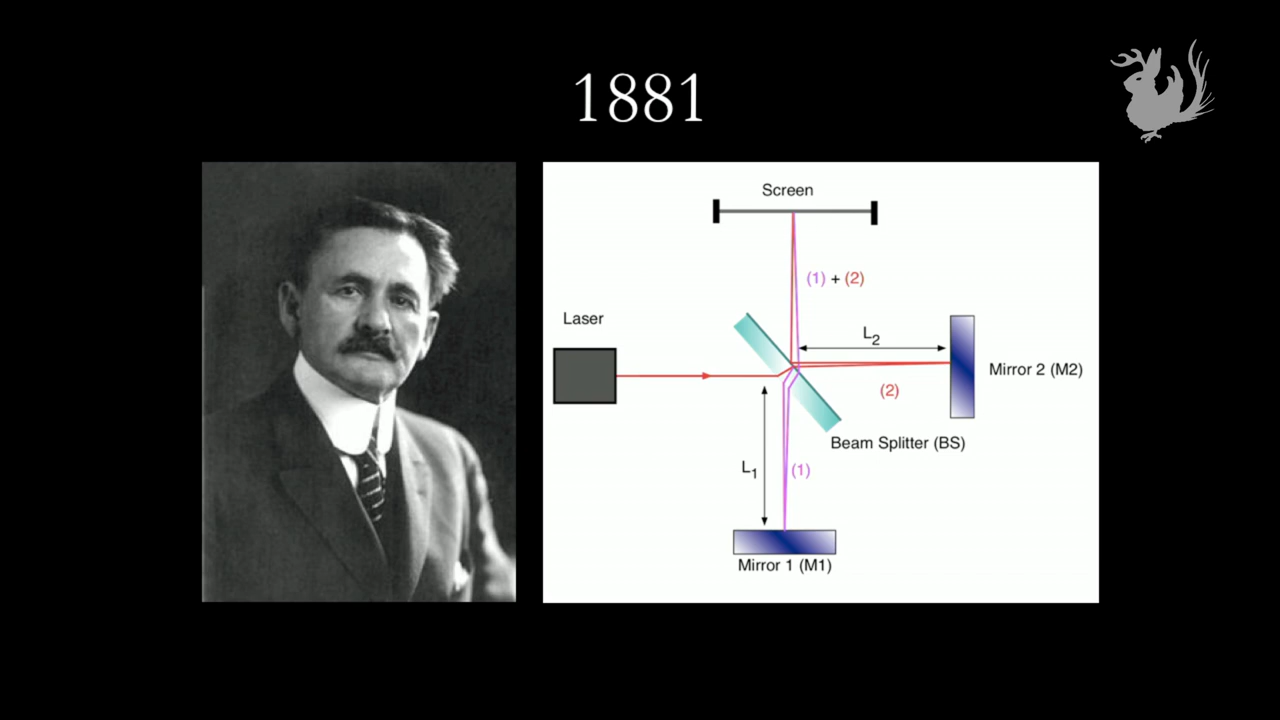 1881
Screen
(1) + (2)
Laser
L2
Mirror 2 (M2)
(2)
Beam Splitter (BS)
L1
(1)
Mirror 1 (M1)